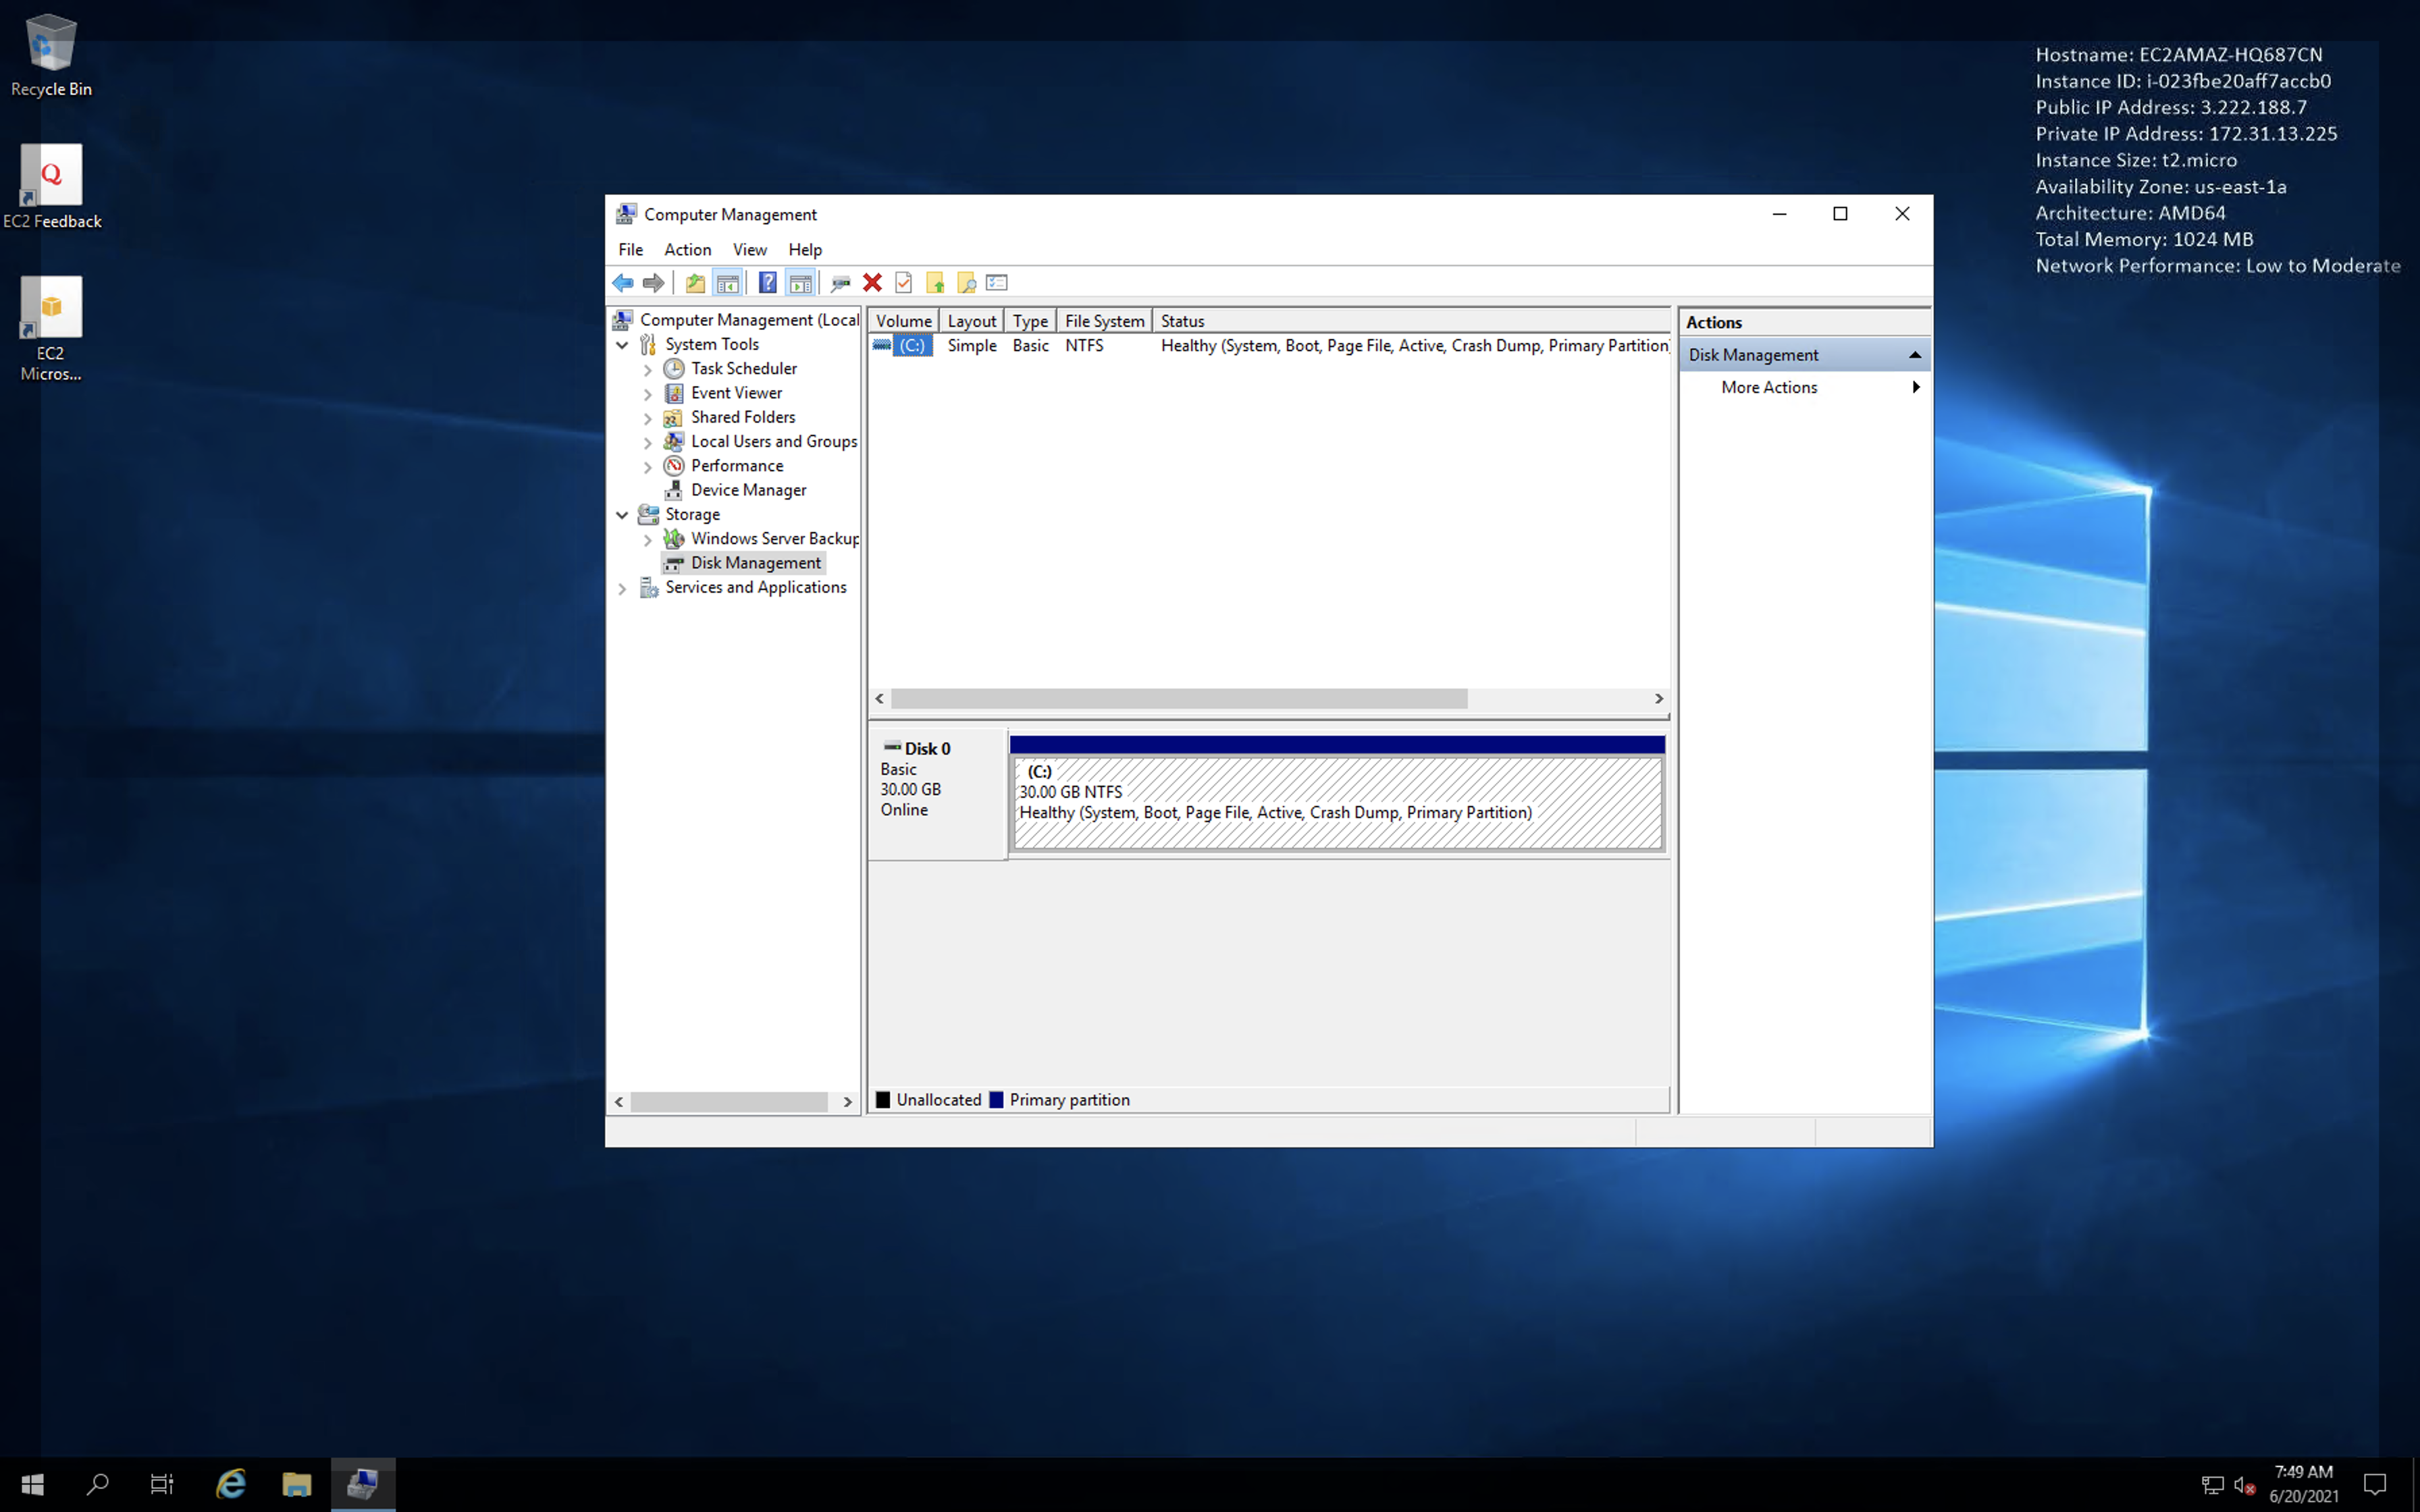 Recycle Bin
Q
EC2 Feedback
EC2
Micros...
Hostname: EC2AMAZ-HQ687CN
Instance ID: i-023fbe20aff7accb0
Public IP Address: 3.222.188.7
Private IP Address: 172.31.13.225
Instance Size: t2.micro
Availability Zone: us-east-1a
Architecture: AMD64
Total Memory: 1024 MB
Network Performance: Low to Moderate
Computer Management
File Action View Help
Computer Management (Local
System Tools
Task Scheduler
Event Viewer
Shared Folders
Local Users and Groups
Performance
Device Manager
Storage
Windows Server Backup
Disk Management
Services and Applications
Volume Layout Type File System Status
(C:) Simple Basic NTFS Healthy (System, Boot, Page File, Active, Crash Dump, Primary Partition)
Disk 0
Basic
30.00 GB
Online
(C:)
30.00 GB NTFS
Healthy (System, Boot, Page File, Active, Crash Dump, Primary Partition)
Unallocated Primary partition
Actions
Disk Management
More Actions
7:49 AM
6/20/2021